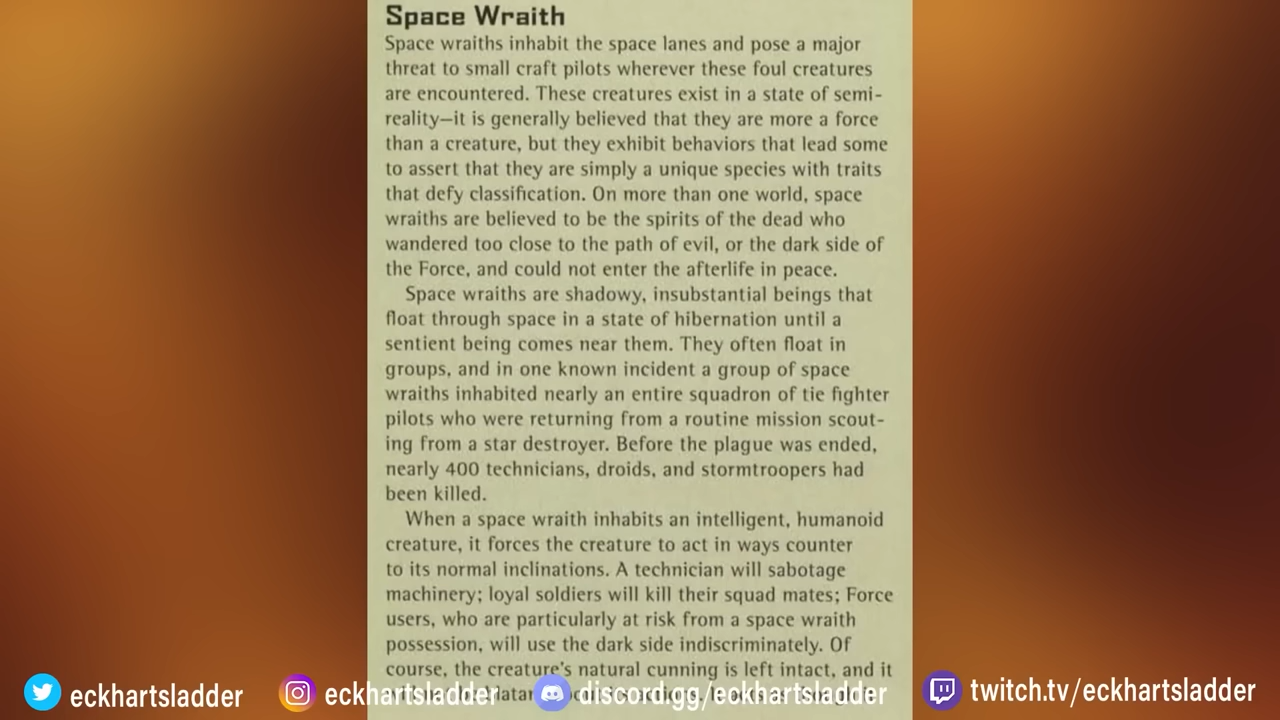 Space Wraith
Space wraiths inhabit the space lanes and pose a major
threat to small craft pilots wherever these foul creatures
are encountered. These creatures exist in a state of semi-
reality—it is generally believed that they are more a force
than a creature, but they exhibit behaviors that lead some
to assert that they are simply a unique species with traits
that defy classification. On more than one world, space
wraiths are believed to be the spirits of the dead who
wandered too close to the path of evil, or the dark side of
the Force, and could not enter the afterlife in peace.
Space wraiths are shadowy, insubstantial beings that
float through space in a state of hibernation until a
sentient being comes near them. They often float in
groups, and in one known incident a group of space
wraiths inhabited nearly an entire squadron of tie fighter
pilots who were returning from a routine mission scout-
ing from a star destroyer. Before the plague was ended,
nearly 400 technicians, droids, and stormtroopers had
been killed.
When a space wraith inhabits an intelligent, humanoid
creature, it forces the creature to act in ways counter
to its normal inclinations. A technician will sabotage
machinery; loyal soldiers will kill their squad mates; Force
users, who are particularly at risk from a space wraith
possession, will use the dark side indiscriminately. Of
course, the creature's natural cunning is left intact, and it
eckhartsladder
eckhartsladder
discord.gg/eckhartsladder
twitch.tv/eckhartsladder